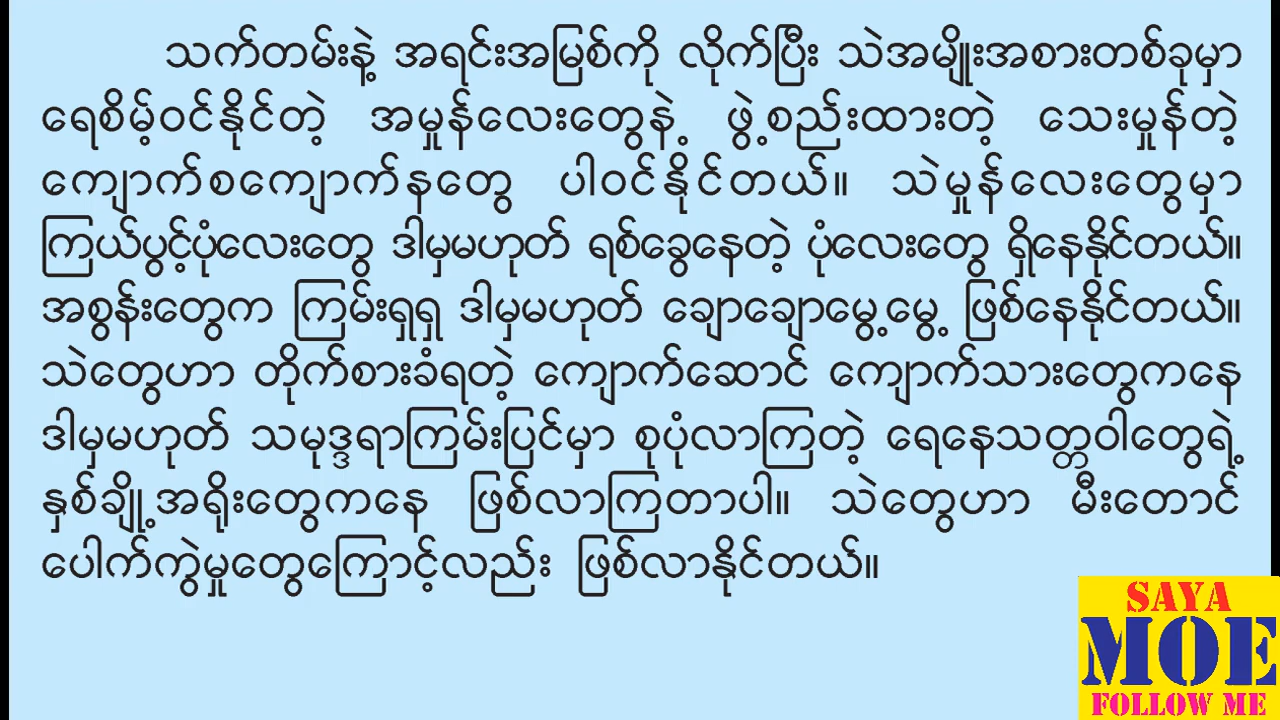 သက်တမ်းနဲ့ အရင်းအမြစ်ကို လိုက်ပြီး သဲအမျိုးအစားတစ်ခုမှာ
ရေစိမ့်ဝင်နိုင်တဲ့ အမှုန်လေးတွေနဲ့ ဖွဲ့စည်းထားတဲ့ သေးမှုန်တဲ့
ကျောက်စကျောက်နတွေ ပါဝင်နိုင်တယ်။ သဲမှုန်လေးတွေမှာ
ကြယ်ပွင့်ပုံလေးတွေ ဒါမှမဟုတ် ရစ်ခွေနေတဲ့ ပုံလေးတွေ ရှိနေနိုင်တယ်။
အစွန်းတွေက ကြမ်းရှရှ ဒါမှမဟုတ် ချောချောမွေ့မွေ့ ဖြစ်နေနိုင်တယ်။
သဲတွေဟာ တိုက်စားခံရတဲ့ ကျောက်ဆောင် ကျောက်သားတွေကနေ
ဒါမှမဟုတ် သမုဒ္ဒရာကြမ်းပြင်မှာ စုပုံလာကြတဲ့ ရေနေသတ္တဝါတွေရဲ့
နှစ်ချို့အရိုးတွေကနေ ဖြစ်လာကြတာပါ။ သဲတွေဟာ မီးတောင်
ပေါက်ကွဲမှုတွေကြောင့်လည်း ဖြစ်လာနိုင်တယ်။
SAYA
MOE
FOLLOW ME